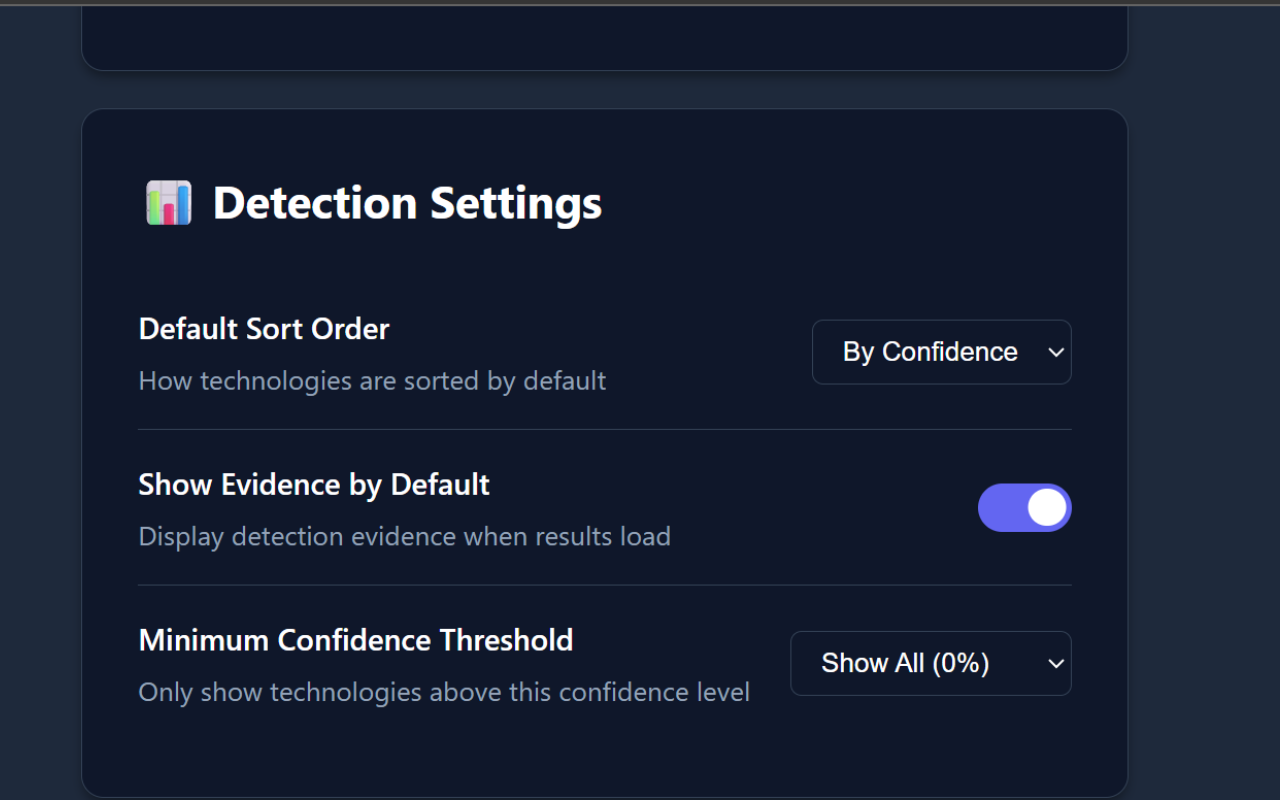 Detection Settings
Default Sort Order
How technologies are sorted by default
By Confidence
Show Evidence by Default
Display detection evidence when results load
Minimum Confidence Threshold
Only show technologies above this confidence level
Show All (0%)